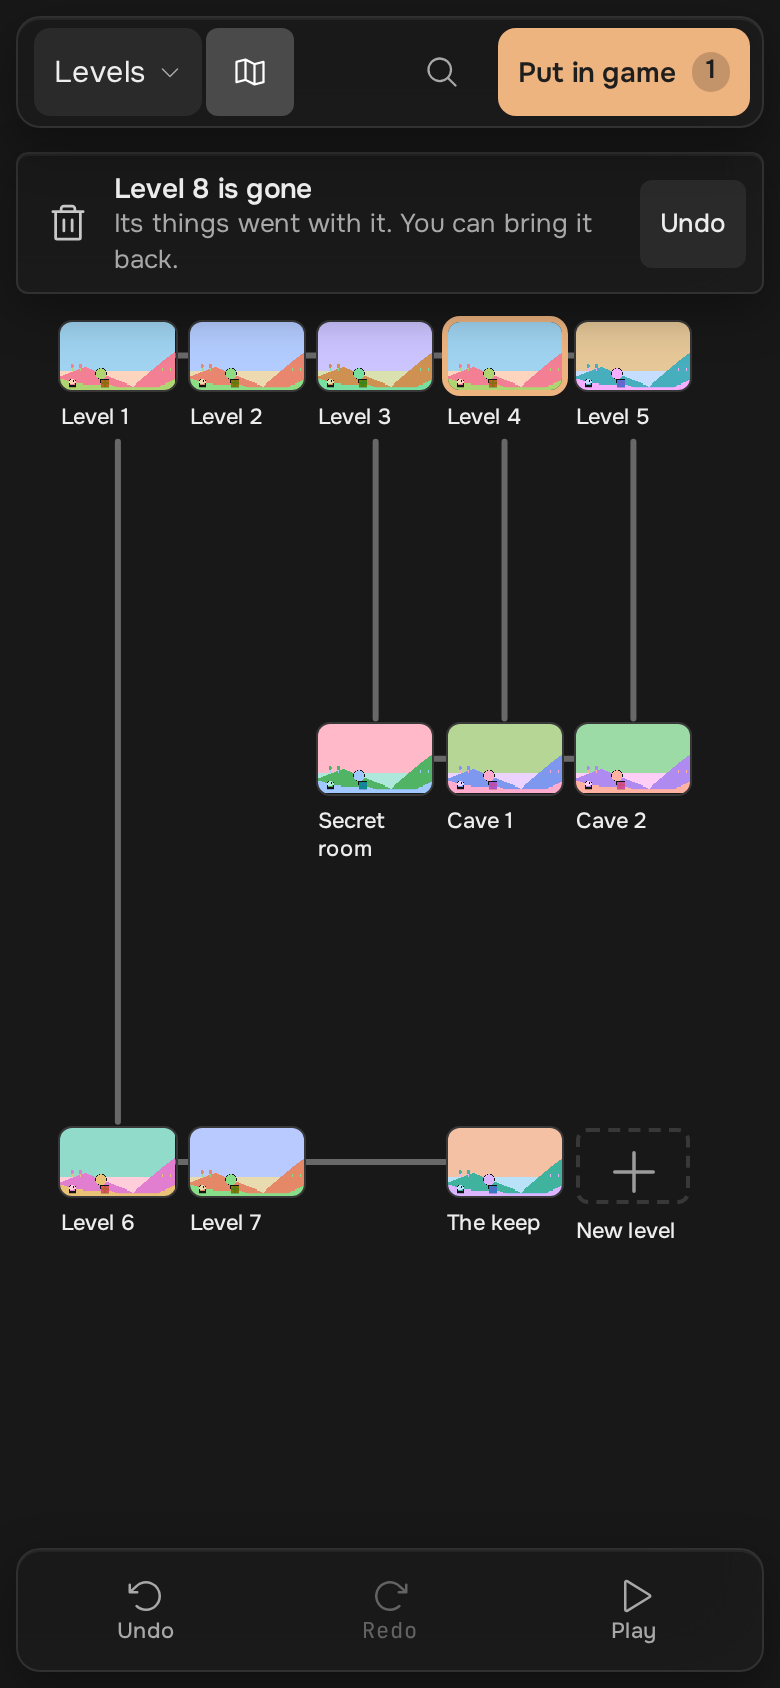 Levels
Put in game 1
Level 8 is gone
Its things went with it. You can bring it
back.
Undo
Level 1
Level 2
Level 3
Level 4
Level 5
Secret
room
Cave 1
Cave 2
Level 6
Level 7
The keep
New level
Undo
Redo
Play